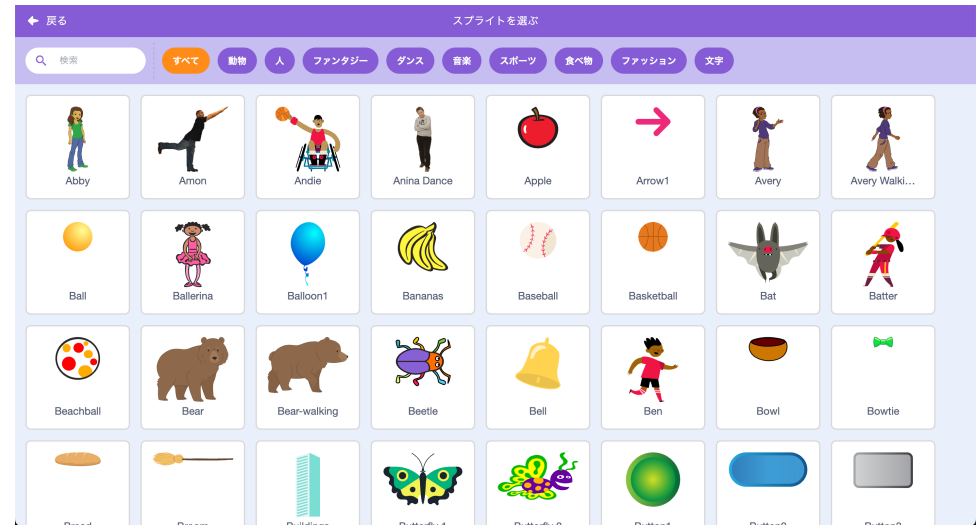 戻る
スプライトを選ぶ
検索
すべて 動物 人 ファンタジー ダンス 音楽 スポーツ 食べ物 ファッション 文字
Abby Amon Andie Anina Dance Apple Arrow1 Avery Avery Walki...
Ball Ballerina Balloon1 Bananas Baseball Basketball Bat Batter
Beachball Bear Bear-walking Beetle Bell Ben Bowl Bowtie